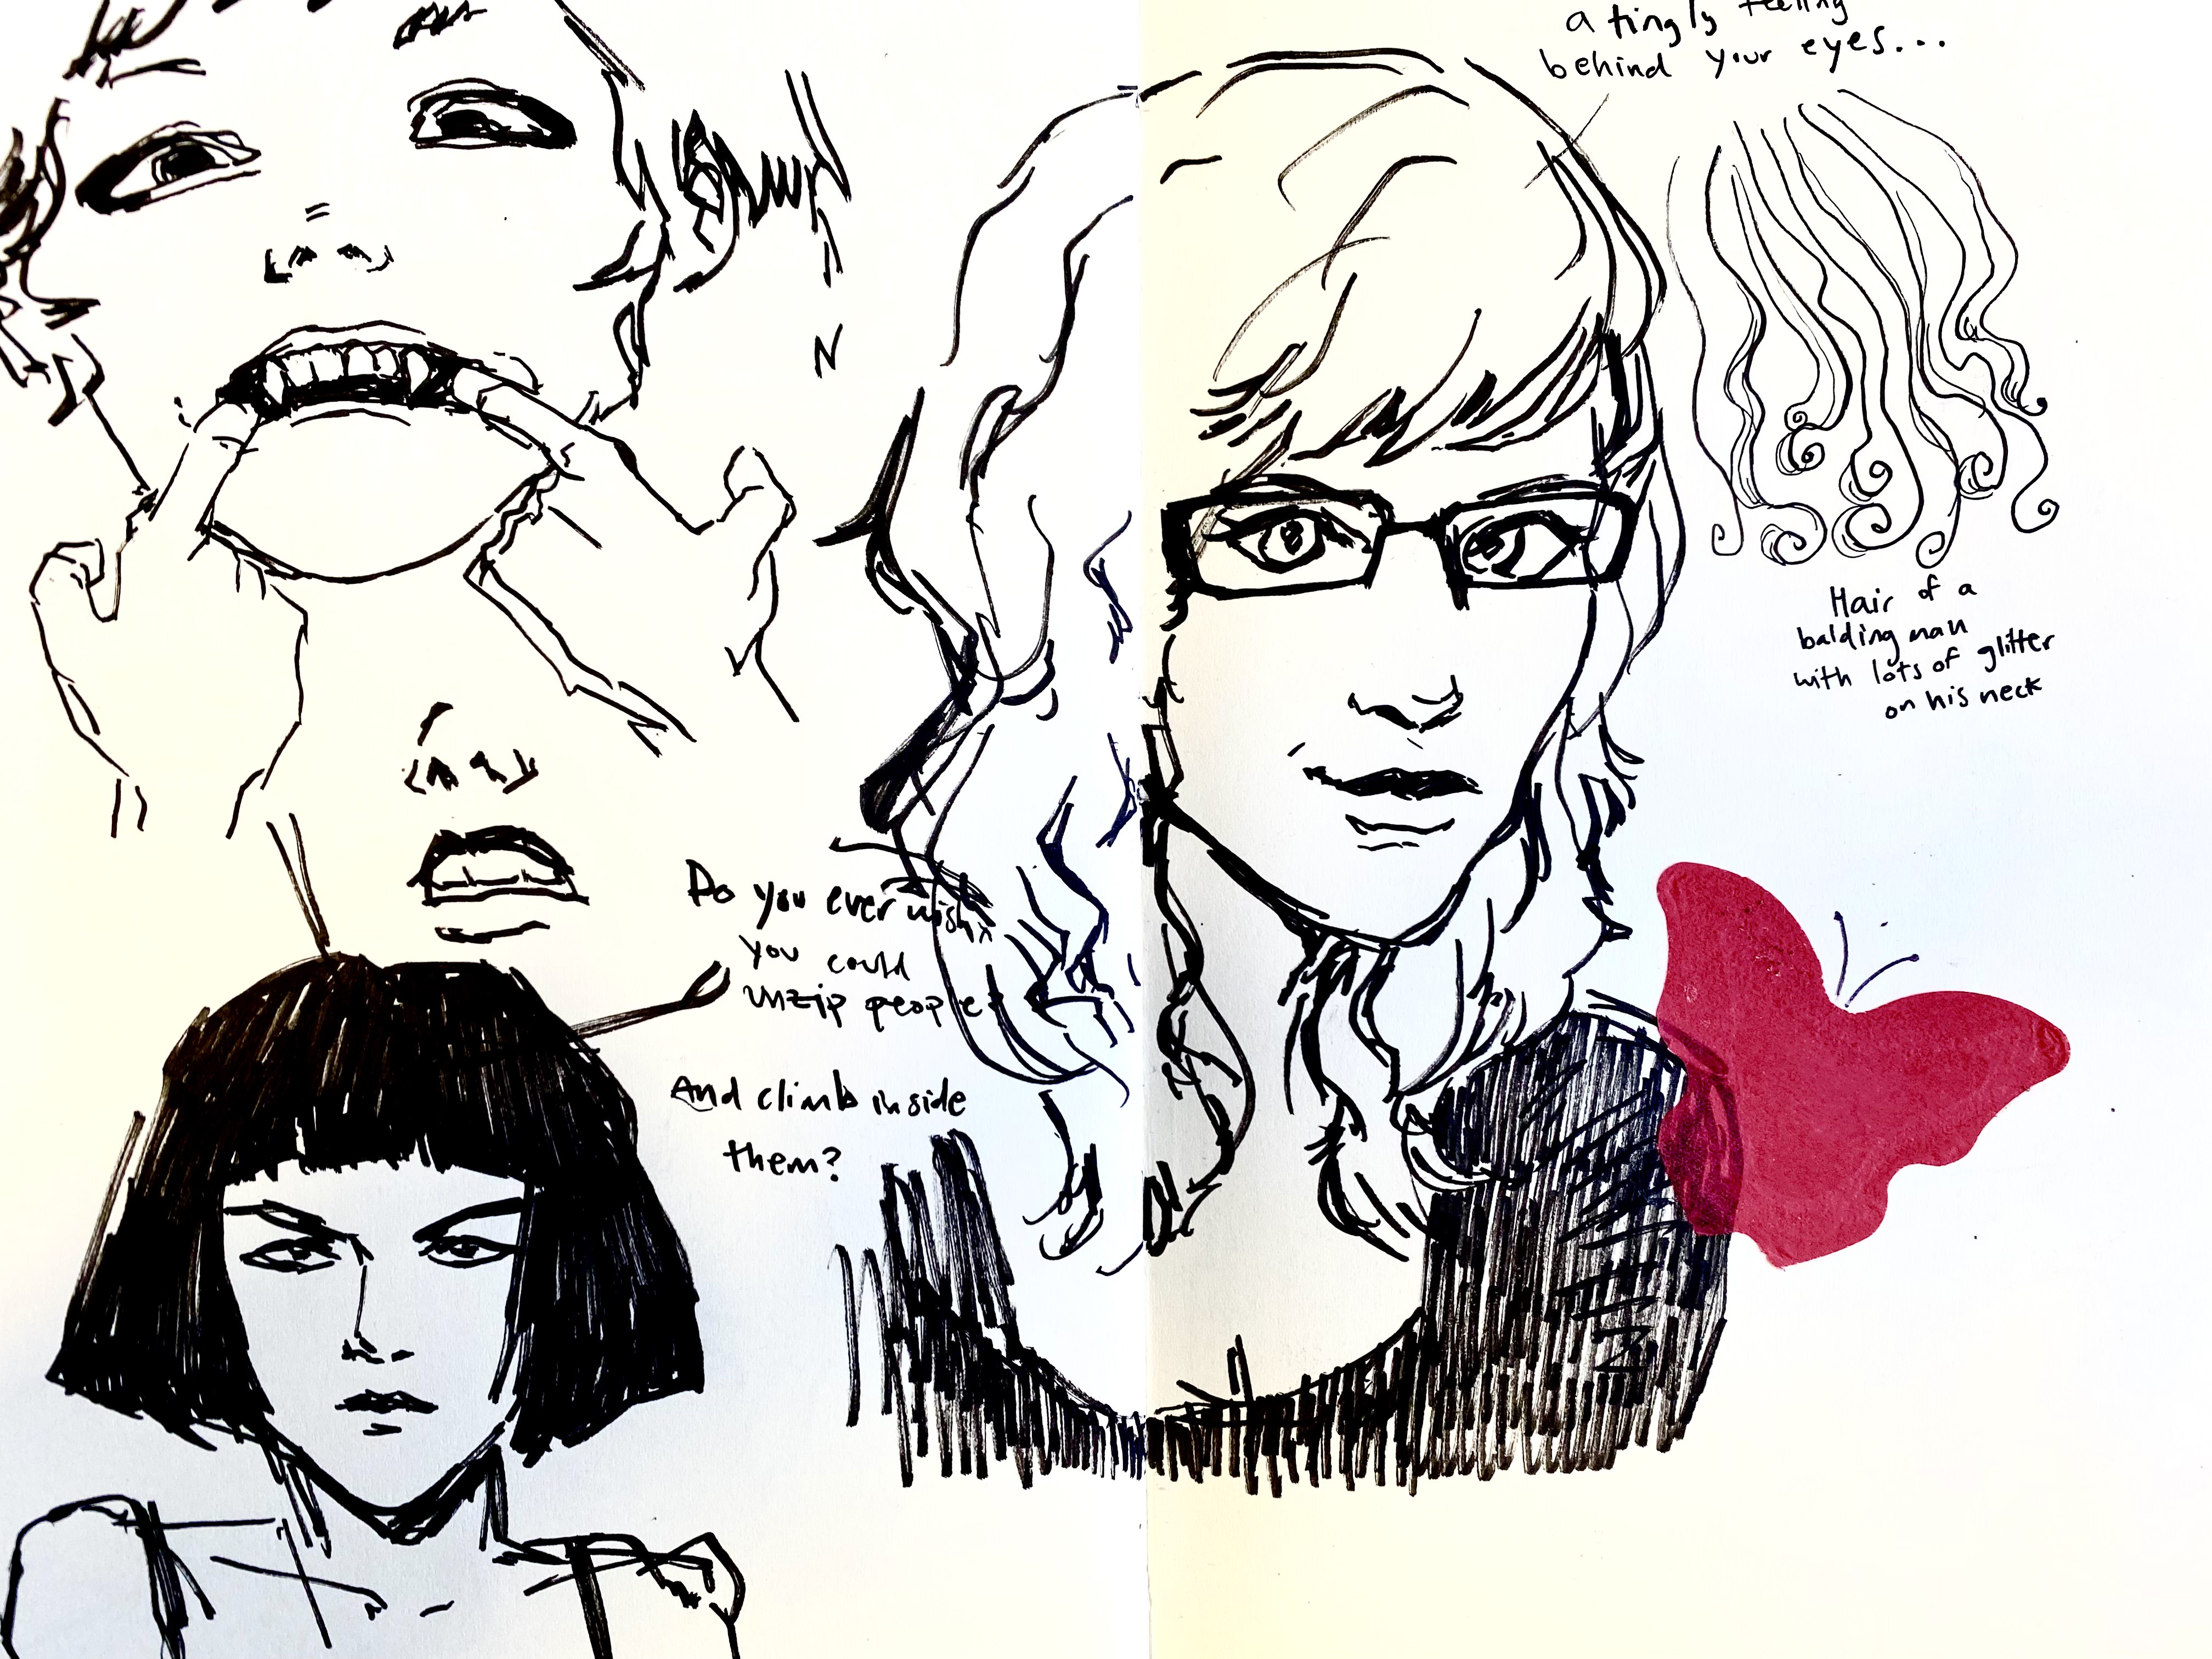 a tingly feeling
behind your eyes...
Hair of a
balding man
with lots of glitter
on his neck
Do you ever wish
you could
unzip people
And climb inside
them?